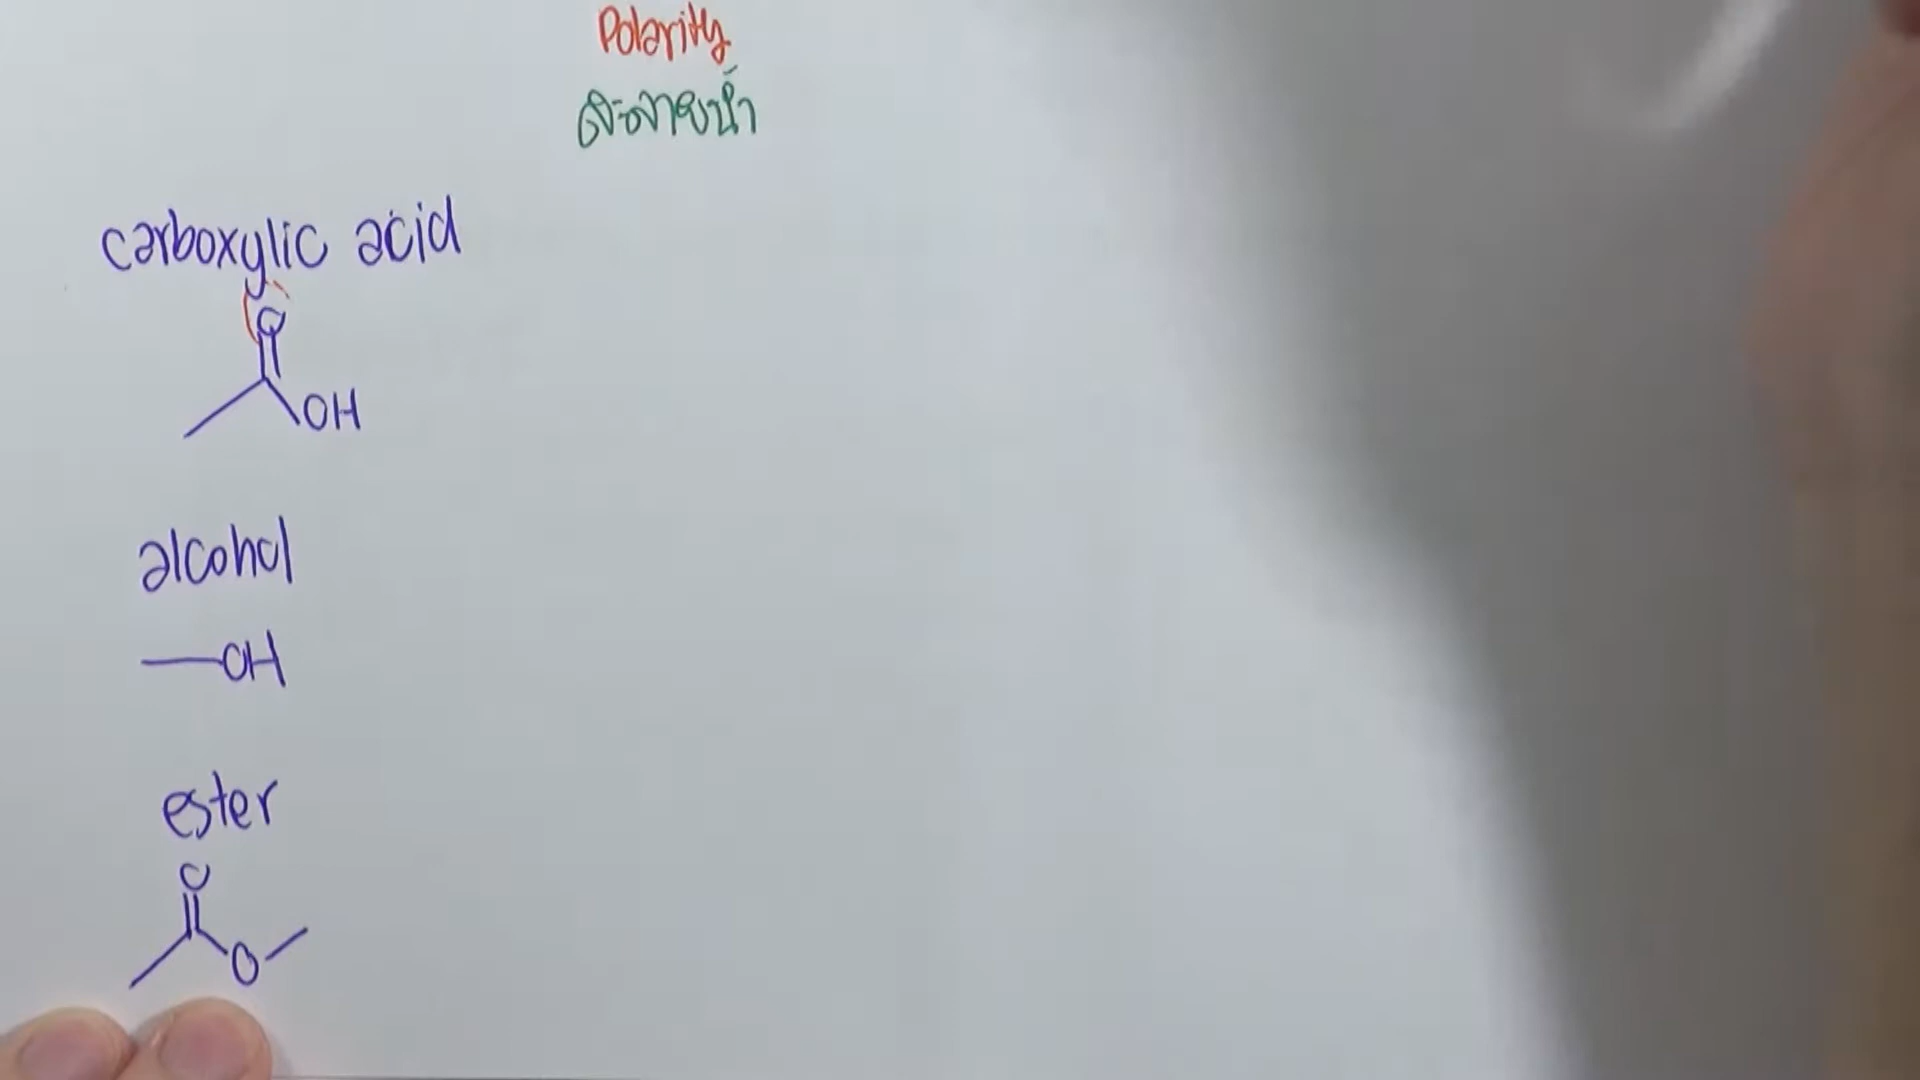 Polarity
ละลายน้ำ
carboxylic acid
O
OH
alcohol
—OH
ester
O
O